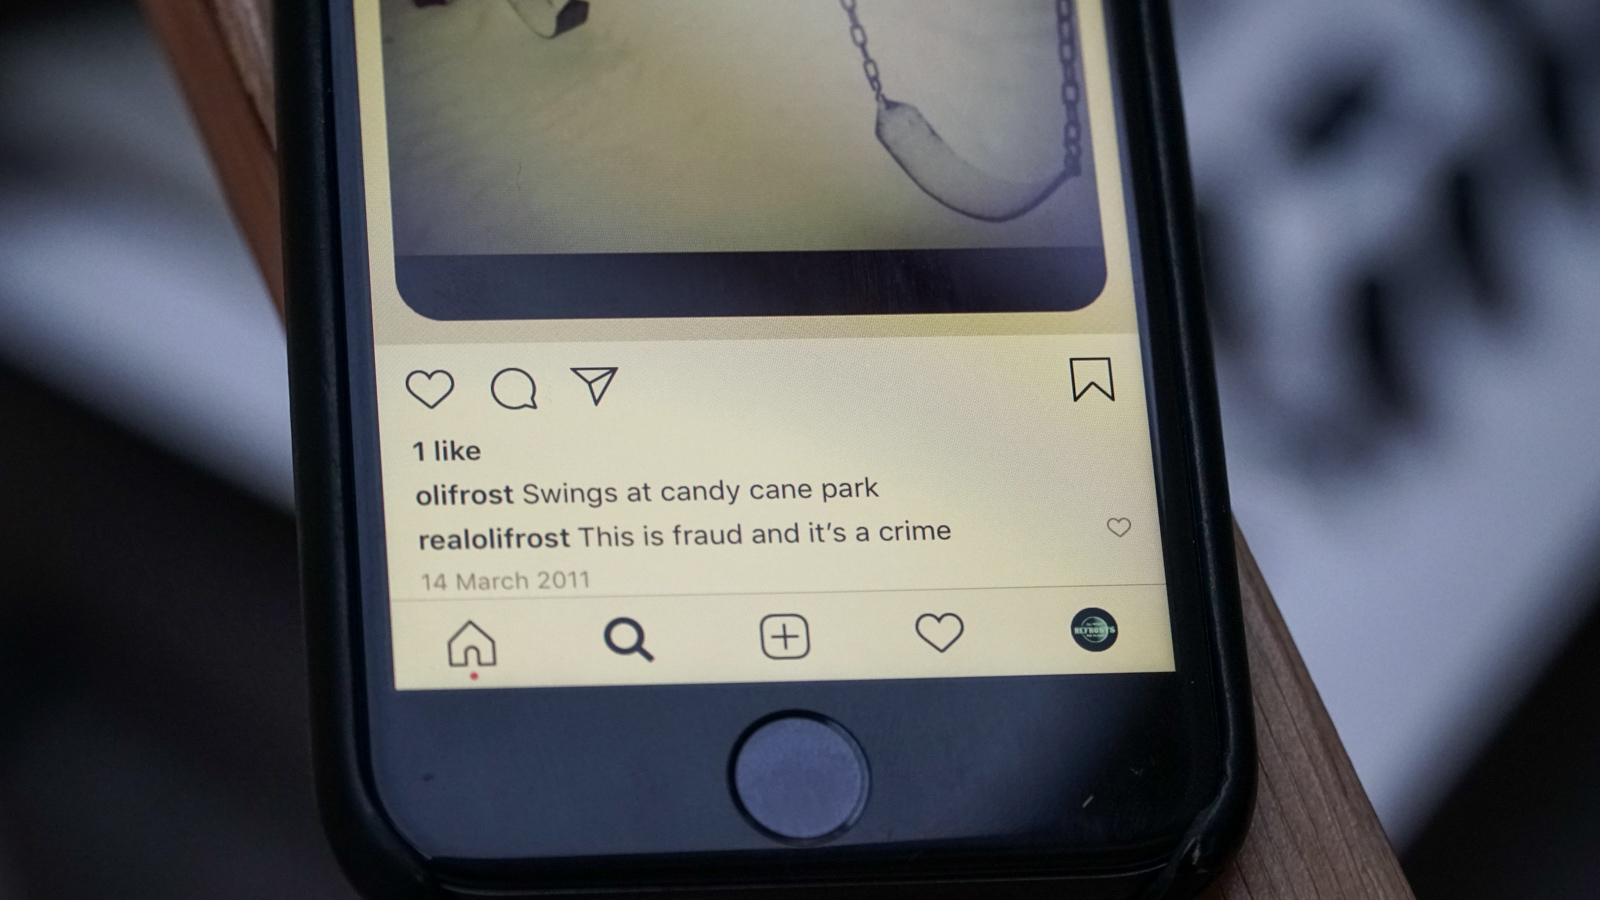 1 like
olifrost Swings at candy cane park
realolifrost This is fraud and it's a crime
14 March 2011
REFROSTS